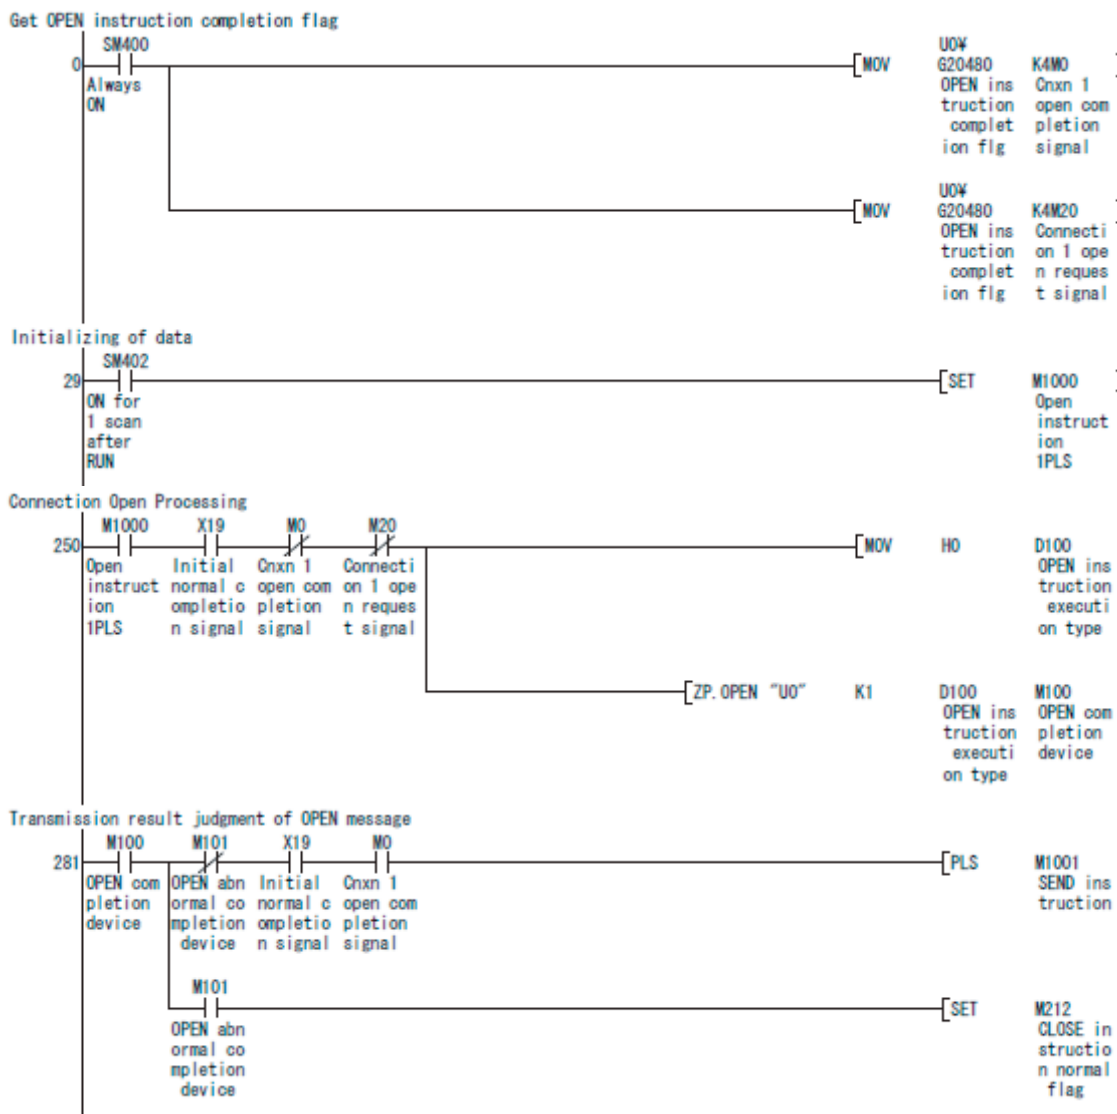 Get OPEN instruction completion flag
SM400
0
Always
ON
MOV
U0¥
G20480
OPEN ins
truction
complet
ion flg
K4M0
Cnxn 1
open com
pletion
signal
MOV
U0¥
G20480
OPEN ins
truction
complet
ion flg
K4M20
Connecti
on 1 ope
n reques
t signal
Initializing of data
SM402
29
ON for
1 scan
after
RUN
SET
M1000
Open
instruct
ion
1PLS
Connection Open Processing
250
M1000
Open
instruct
ion
1PLS
X19
Initial
normal c
ompletio
n signal
M0
Cnxn 1
open com
pletion
signal
M20
Connecti
on 1 ope
n reques
t signal
MOV H0
D100
OPEN ins
truction
executi
on type
ZP.OPEN "U0" K1
D100
OPEN ins
truction
executi
on type
M100
OPEN com
pletion
device
Transmission result judgment of OPEN message
281
M100
OPEN com
pletion
device
M101
OPEN abn
ormal co
mpletion
device
X19
Initial
normal c
ompletio
n signal
M0
Cnxn 1
open com
pletion
signal
PLS
M1001
SEND ins
truction
M101
OPEN abn
ormal co
mpletion
device
SET
M212
CLOSE in
structio
n normal
flag